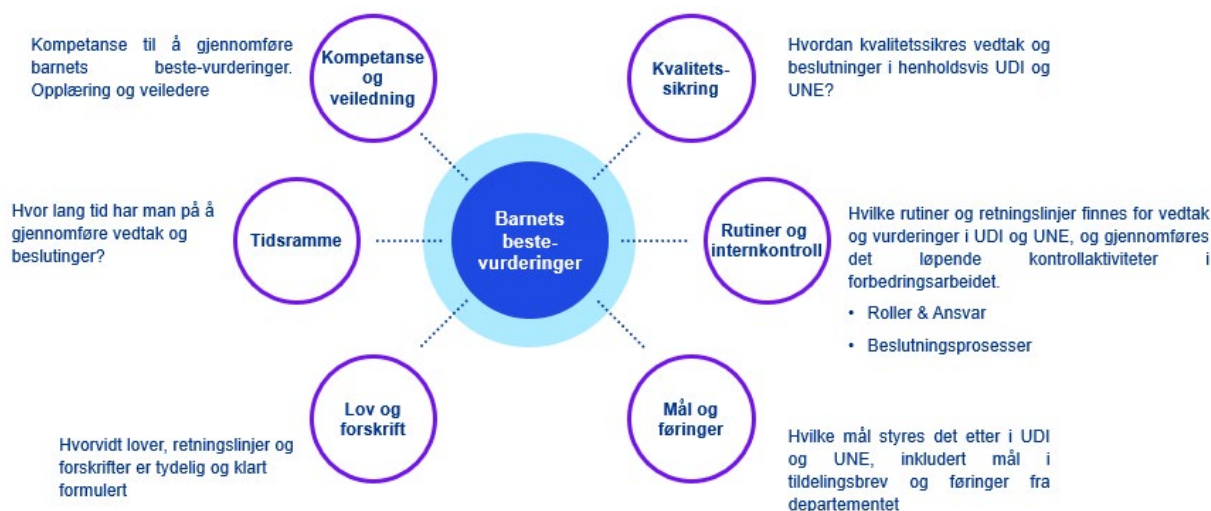 Kompetanse til å gjennomføre
barnets beste-vurderinger.
Opplæring og veiledere
Kompetanse
og
veiledning
Kvalitets-
sikring
Hvordan kvalitetssikres vedtak og
beslutninger i henholdsvis UDI og
UNE?
Hvor lang tid har man på å
gjennomføre vedtak og
beslutinger?
Tidsramme
Barnets
beste-
vurderinger
Rutiner og
internkontroll
Hvilke rutiner og retningslinjer finnes for vedtak
og vurderinger i UDI og UNE, og gjennomføres
det løpende kontrollaktiviteter i
forbedringsarbeidet.
• Roller & Ansvar
• Beslutningsprosesser
Lov og
forskrift
Hvorvidt lover, retningslinjer og
forskrifter er tydelig og klart
formulert
Mål og
føringer
Hvilke mål styres det etter i UDI
og UNE, inkludert mål i
tildelingsbrev og føringer fra
departementet